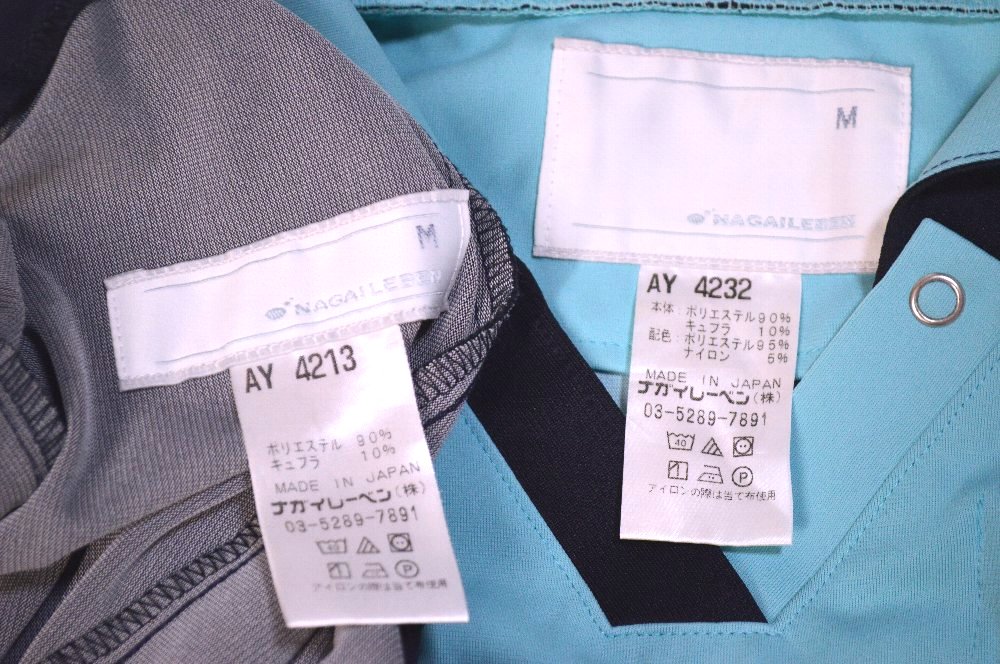 M
NAGAILEBEN
AY 4213
ポリエステル 90%
キュプラ 10%
MADE IN JAPAN
ナガイレーベン(株)
03-5289-7891
40
P
アイロンの際は当て布使用
M
NAGAILEBEN
AY 4232
本体:ポリエステル90%
キュプラ 10%
配色:ポリエステル95%
ナイロン 5%
MADE IN JAPAN
ナガイレーベン(株)
03-5289-7891
40
P
アイロンの際は当て布使用